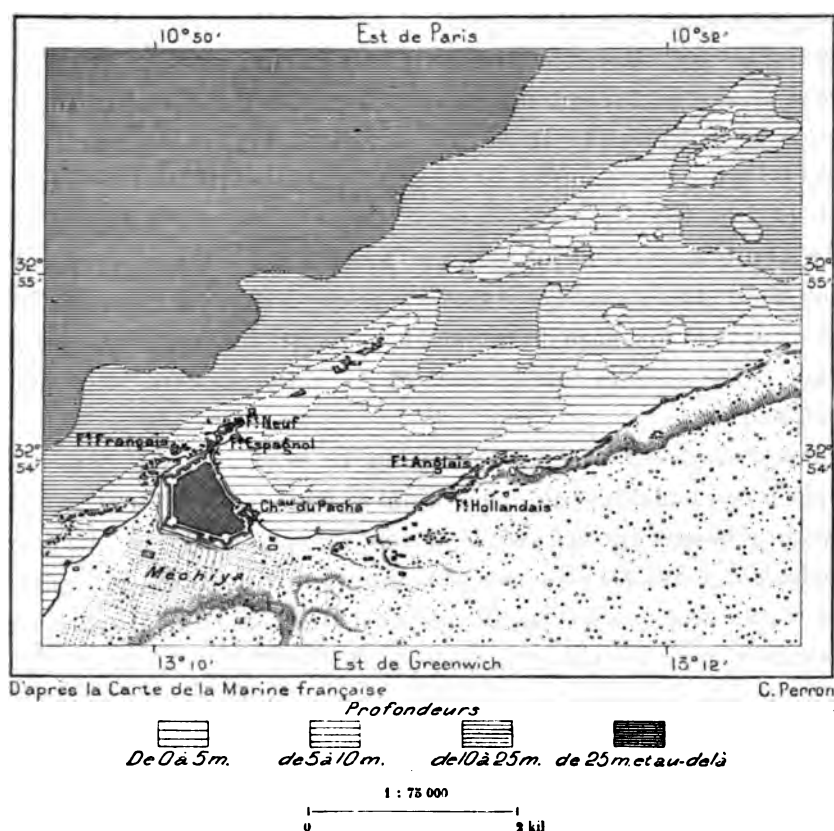 10°50′ Est de Paris 10°52′
32° 55′
32° 55′
Ft Neuf
Ft Français
Ft Espagnol
32° 54′
32° 54′
Ft Anglais
Chau du Pacha
Ft Hollandais
Mechiya
13°10′ Est de Greenwich 13°12′
D'après la Carte de la Marine française C. Perron
Profondeurs
De 0 à 5 m. de 5 à 10 m. de 10 à 25 m. de 25 m. et au-delà
1 : 75 000
0 2 kil